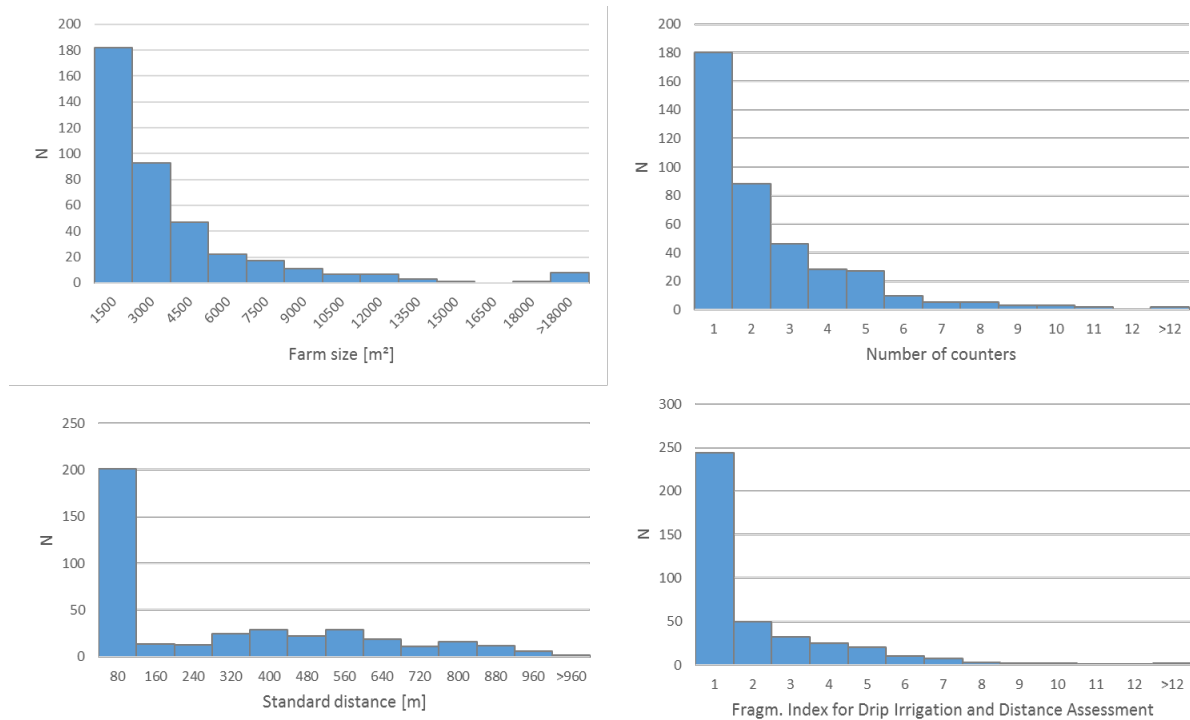 200
180
160
140
120
100
80
60
40
20
0
N
1500 3000 4500 6000 7500 9000 10500 12000 13500 15000 16500 18000 >18000
Farm size [m²]
200
180
160
140
120
100
80
60
40
20
0
N
1 2 3 4 5 6 7 8 9 10 11 12 >12
Number of counters
250
200
150
100
50
0
N
80 160 240 320 400 480 560 640 720 800 880 960 >960
Standard distance [m]
300
250
200
150
100
50
0
N
1 2 3 4 5 6 7 8 9 10 11 12 >12
Fragm. Index for Drip Irrigation and Distance Assessment